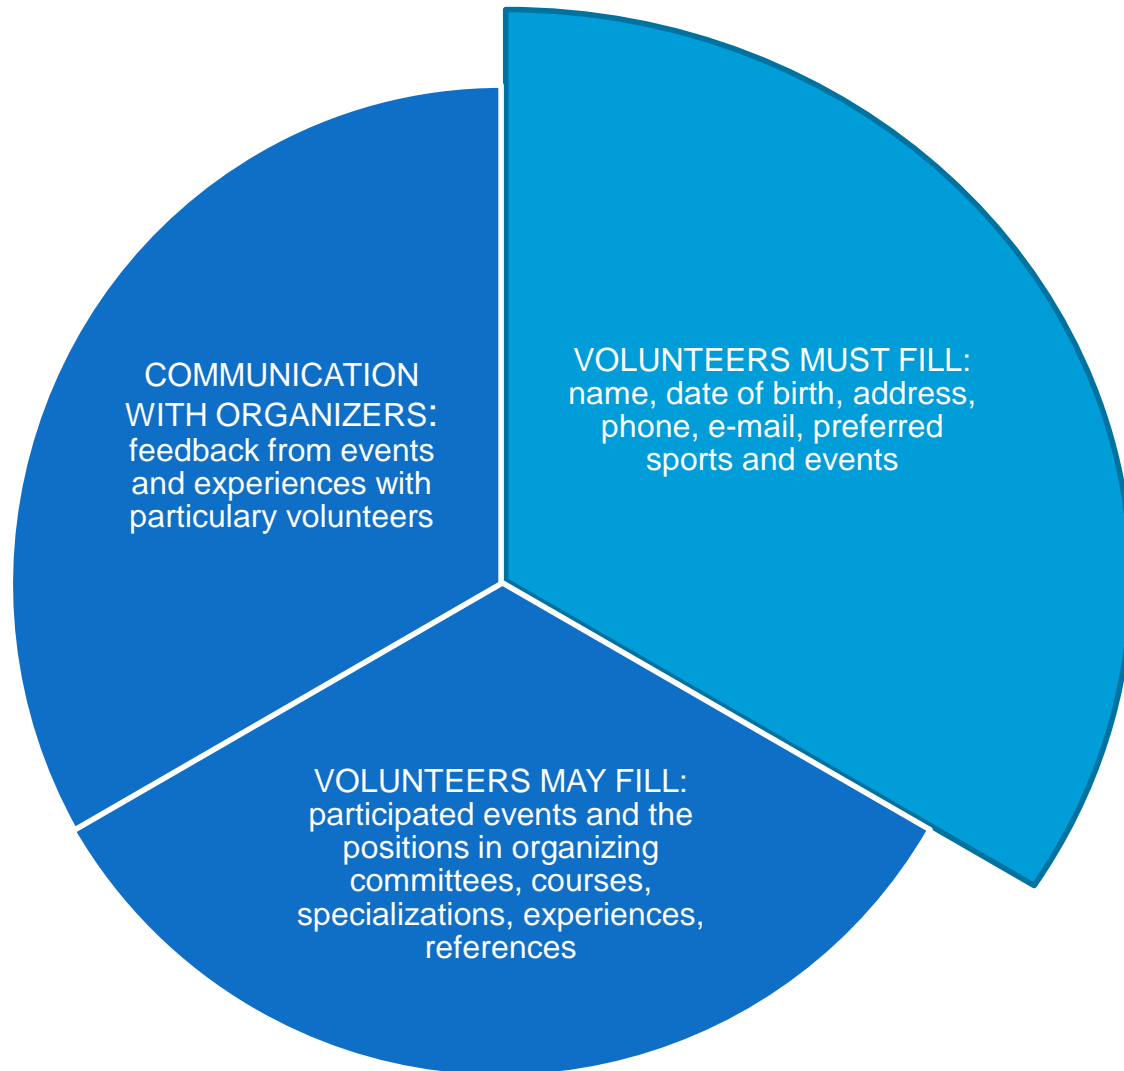 COMMUNICATION
WITH ORGANIZERS:
feedback from events
and experiences with
particulary volunteers
VOLUNTEERS MUST FILL:
name, date of birth, address,
phone, e-mail, preferred
sports and events
VOLUNTEERS MAY FILL:
participated events and the
positions in organizing
committees, courses,
specializations, experiences,
references